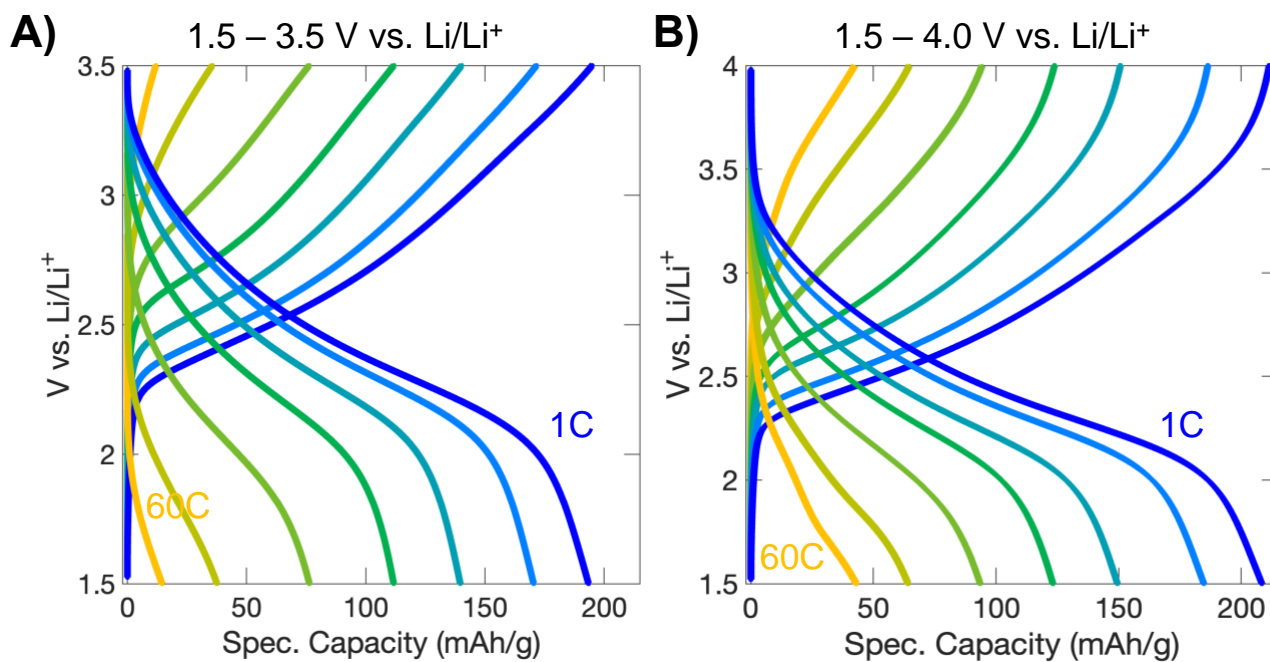 A)
1.5 – 3.5 V vs. Li/Li⁺
3.5
3
2.5
2
1.5
V vs. Li/Li⁺
1C
60C
0
50
100
150
200
Spec. Capacity (mAh/g)
B)
1.5 – 4.0 V vs. Li/Li⁺
4
3.5
3
2.5
2
1.5
V vs. Li/Li⁺
1C
60C
0
50
100
150
200
Spec. Capacity (mAh/g)